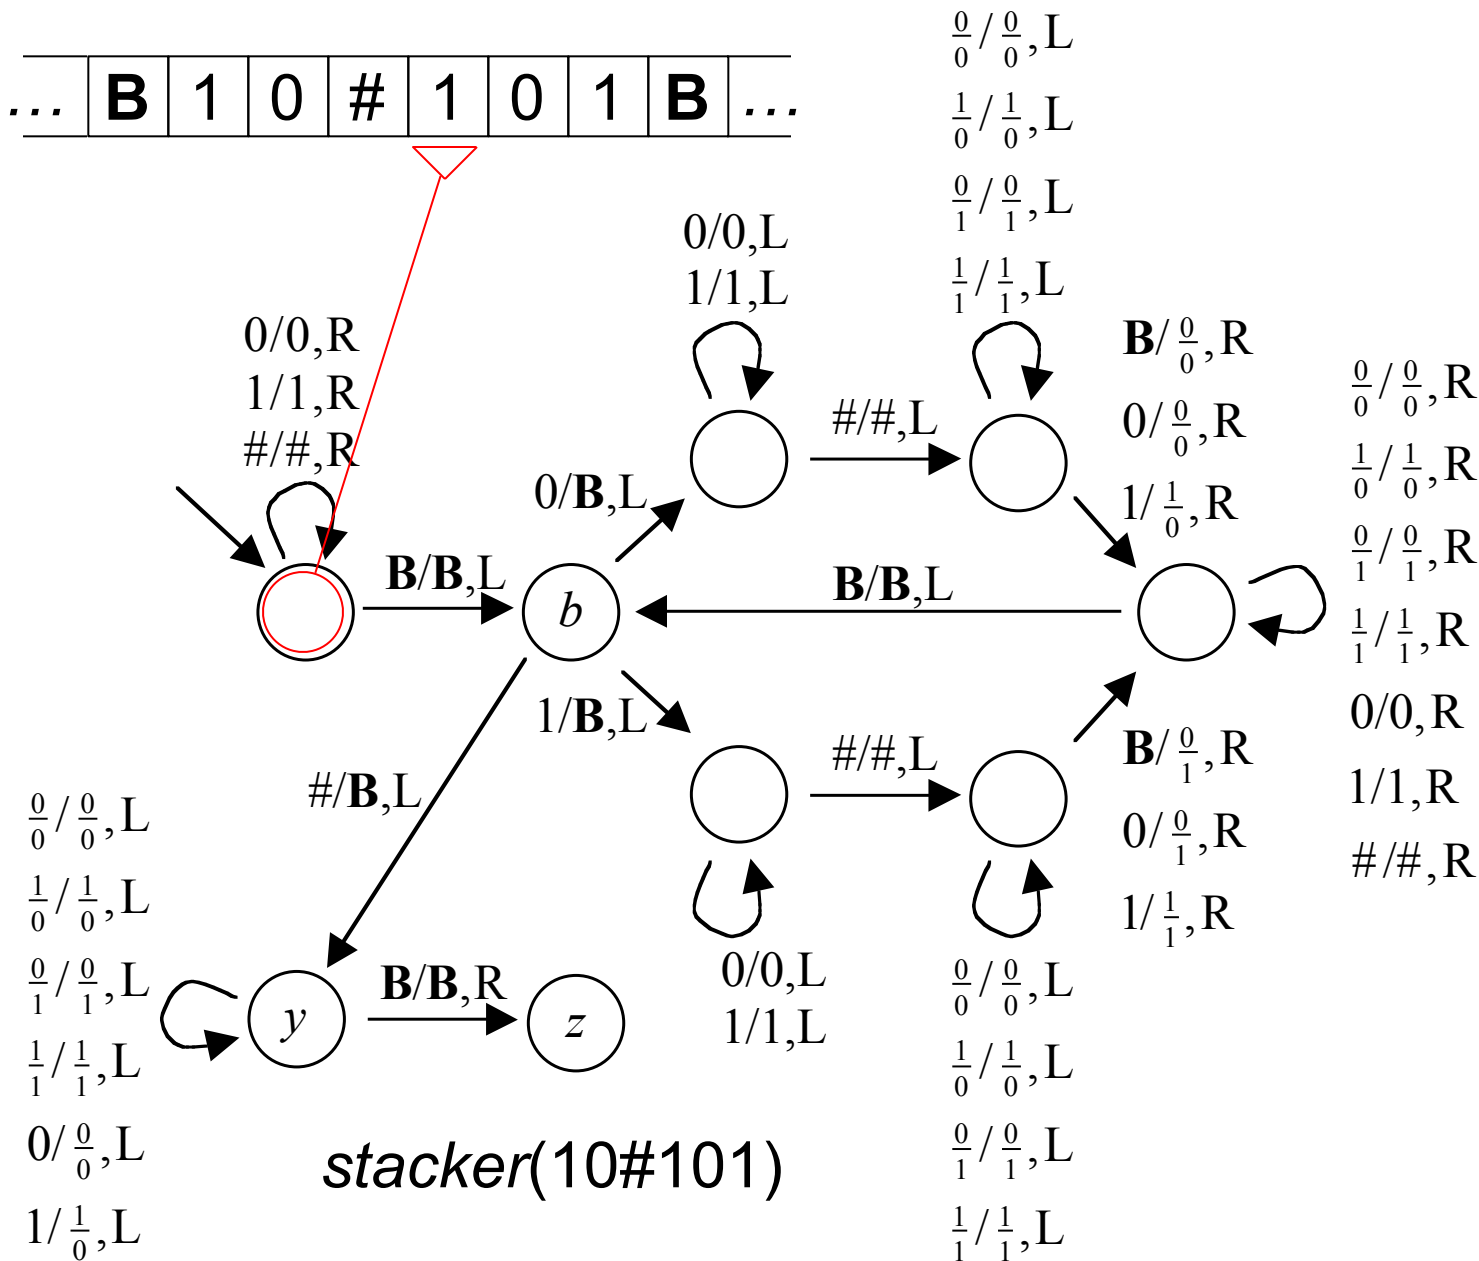 ... B 1 0 # 1 0 1 B ...
0/0,R
1/1,R
#/#,R
B/B,L
b
0/B,L
0/0,L
1/1,L
#/#,L
0/0 / 0/0 ,L
1/0 / 1/0 ,L
0/1 / 0/1 ,L
1/1 / 1/1 ,L
B/ 0/0 ,R
0/ 0/0 ,R
1/ 1/0 ,R
B/B,L
0/0 / 0/0 ,R
1/0 / 1/0 ,R
0/1 / 0/1 ,R
1/1 / 1/1 ,R
0/0,R
1/1,R
#/#,R
1/B,L
#/#,L
0/0,L
1/1,L
B/ 0/1 ,R
0/ 0/1 ,R
1/ 1/1 ,R
0/0 / 0/0 ,L
1/0 / 1/0 ,L
0/1 / 0/1 ,L
1/1 / 1/1 ,L
#/B,L
0/0 / 0/0 ,L
1/0 / 1/0 ,L
0/1 / 0/1 ,L
1/1 / 1/1 ,L
0/ 0/0 ,L
1/ 1/0 ,L
y
B/B,R
z
stacker(10#101)